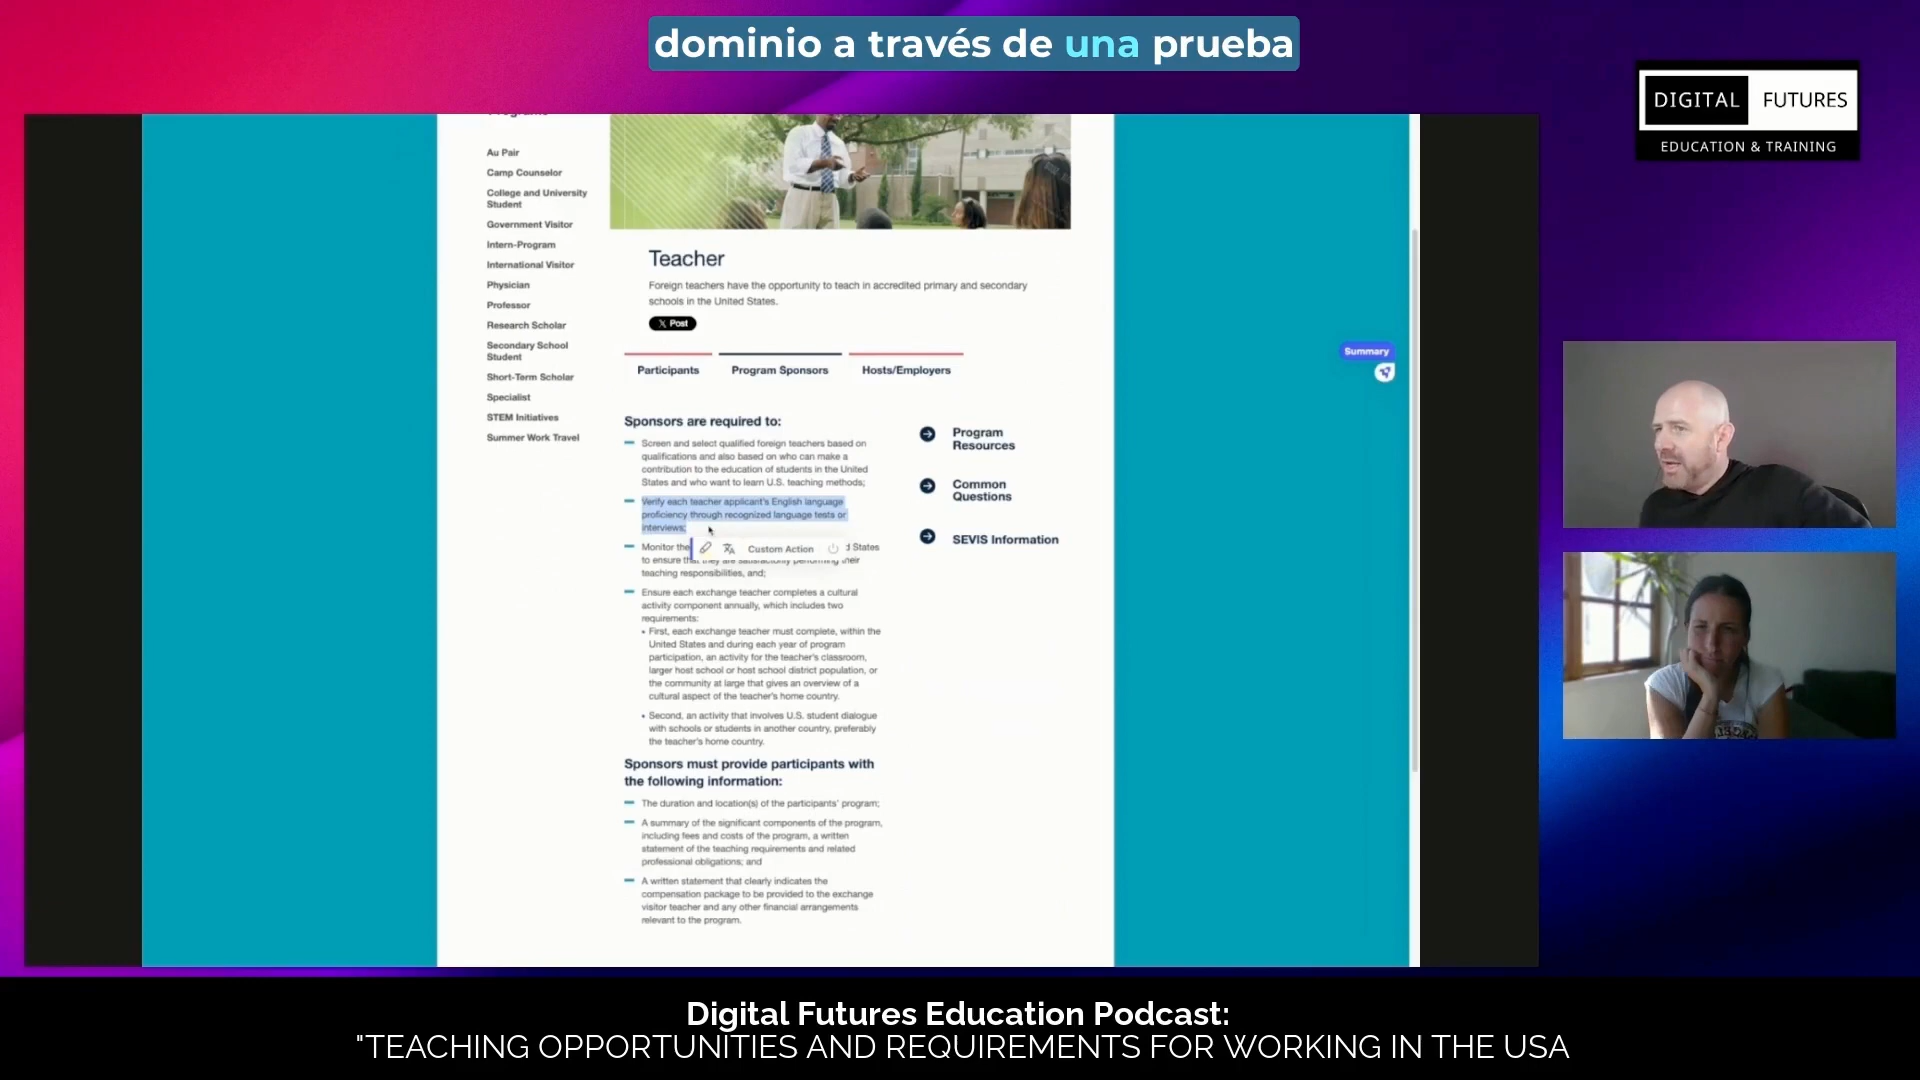 dominio a través de una prueba
DIGITAL FUTURES
EDUCATION & TRAINING
Au Pair
Camp Counselor
College and University
Student
Government Visitor
Intern-Program
International Visitor
Physician
Professor
Research Scholar
Secondary School
Student
Short-Term Scholar
Specialist
STEM Initiatives
Summer Work Travel
Teacher
Foreign teachers have the opportunity to teach in accredited primary and secondary
schools in the United States.
X Post
Participants
Program Sponsors
Hosts/Employers
Summary
Sponsors are required to:
Screen and select qualified foreign teachers based on
qualifications and also based on who can make a
contribution to the education of students in the United
States and who want to learn U.S. teaching methods;
Verify each teacher applicant's English language
proficiency through recognized language tests or
interviews;
Monitor the
d States
Custom Action
to ensure that they are satisfactorily performing their
teaching responsibilities, and;
Ensure each exchange teacher completes a cultural
activity component annually, which includes two
requirements:
• First, each exchange teacher must complete, within the
United States and during each year of program
participation, an activity for the teacher's classroom,
larger host school or host school district population, or
the community at large that gives an overview of a
cultural aspect of the teacher's home country.
• Second, an activity that involves U.S. student dialogue
with schools or students in another country, preferably
the teacher's home country.
Sponsors must provide participants with
the following information:
The duration and location(s) of the participants' program;
A summary of the significant components of the program,
including fees and costs of the program, a written
statement of the teaching requirements and related
professional obligations; and
A written statement that clearly indicates the
compensation package to be provided to the exchange
visitor teacher and any other financial arrangements
relevant to the program.
Program
Resources
Common
Questions
SEVIS Information
Digital Futures Education Podcast:
"TEACHING OPPORTUNITIES AND REQUIREMENTS FOR WORKING IN THE USA